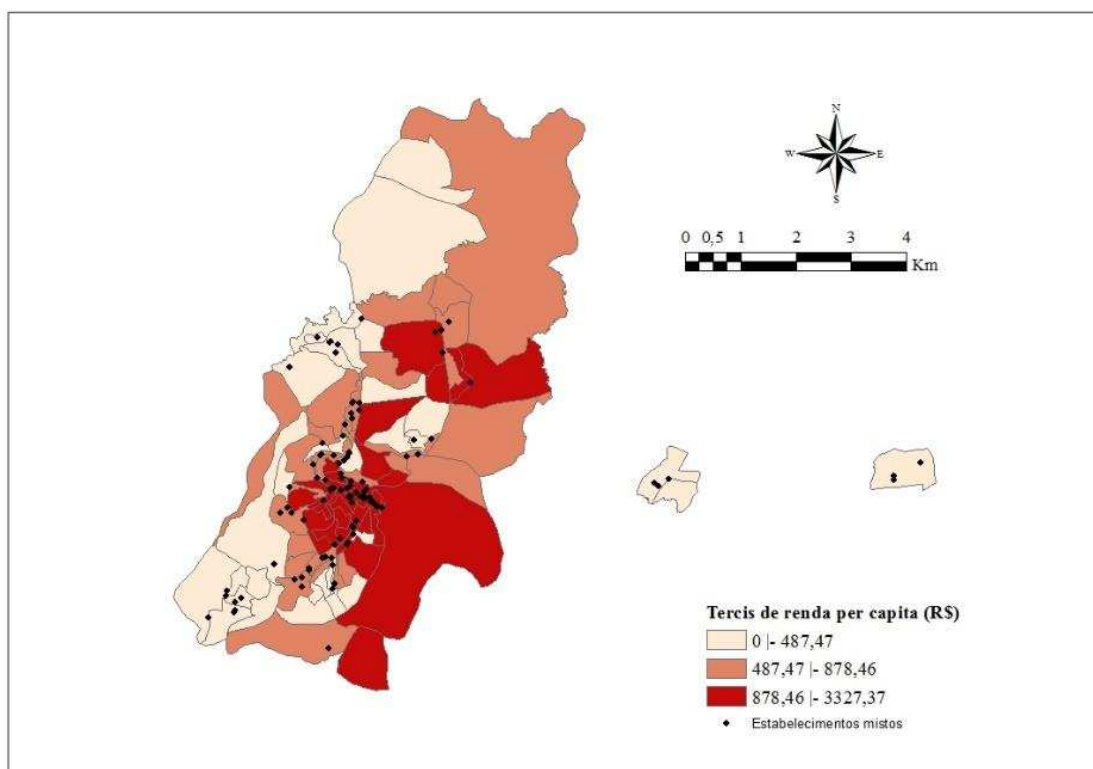 N
W E
S
0 0,5 1 2 3 4
Km
Tercis de renda per capita (R$)
0 |- 487,47
487,47 |- 878,46
878,46 |- 3327,37
Estabelecimentos mistos